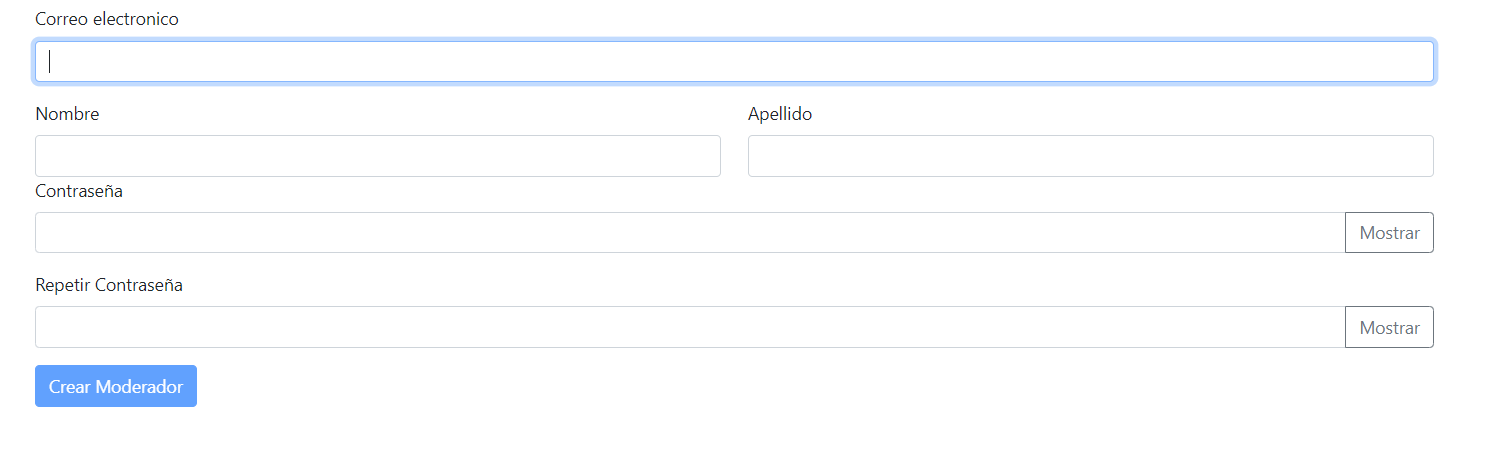 Correo electronico
Nombre Apellido
Contraseña
Mostrar
Repetir Contraseña
Mostrar
Crear Moderador